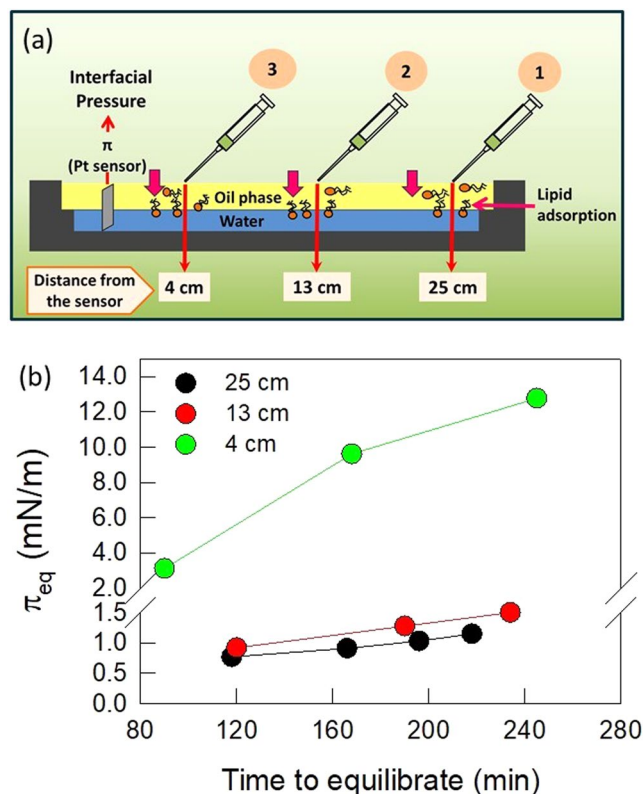 (a)
3
2
1
Interfacial
Pressure
π
(Pt sensor)
Oil phase
Water
Lipid
adsorption
Distance from
the sensor
4 cm
13 cm
25 cm
(b)
14.0
12.0
10.0
8.0
6.0
4.0
2.0
1.5
1.0
0.5
0.0
25 cm
13 cm
4 cm
πeq (mN/m)
80
120
160
200
240
280
Time to equilibrate (min)